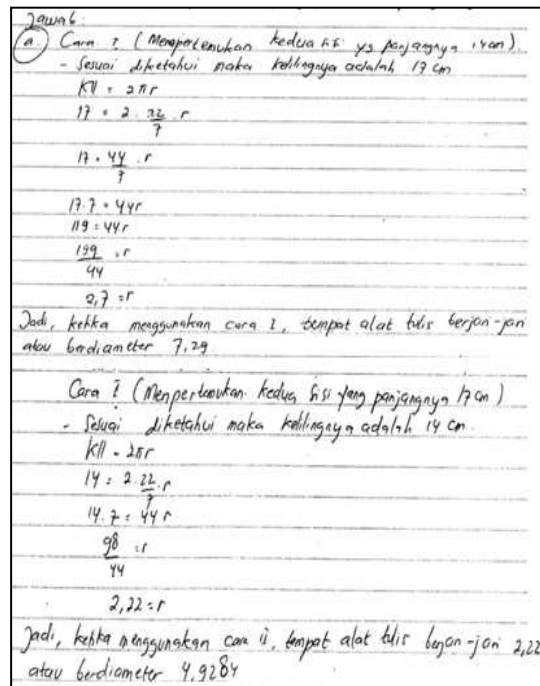 Jawab:
a. Cara I (Mempertemukan kedua sisi yg panjangnya 14 cm).
- Sesuai diketahui maka kelilingnya adalah 17 cm
Kll = 2πr
17 = 2 . 22/7 . r
17 = 44/7 . r
17.7 = 44r
119 = 44r
199/44 = r
2,7 = r
Jadi, ketika menggunakan cara I, tempat alat tulis berjari-jari
atau berdiameter 7,29
Cara I (Mempertemukan kedua sisi yang panjangnya 17 cm)
- Sesuai diketahui maka kelilingnya adalah 14 cm.
Kll = 2πr
14 = 2.22/7.r
14.7 = 44 r
98/44 = r
2,22 = r
Jadi, ketika menggunakan cara ii, tempat alat tulis berjari-jari 2,22
atau berdiameter 4,9284